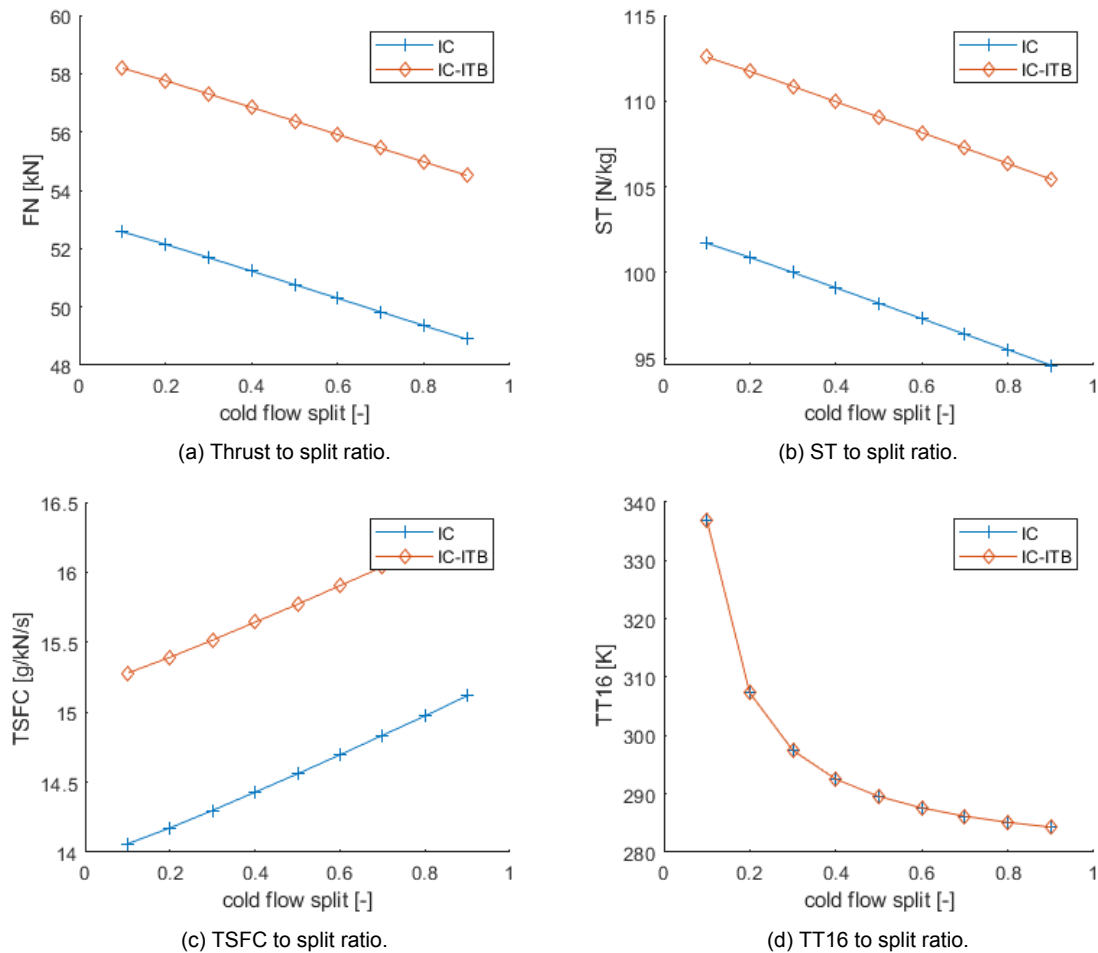 60
58
56
54
52
50
48
FN [kN]
IC
IC-ITB
0
0.2
0.4
0.6
0.8
1
cold flow split [-]
(a) Thrust to split ratio.
115
110
105
100
95
ST [N/kg]
IC
IC-ITB
0
0.2
0.4
0.6
0.8
1
cold flow split [-]
(b) ST to split ratio.
16.5
16
15.5
15
14.5
14
TSFC [g/kN/s]
IC
IC-ITB
0
0.2
0.4
0.6
0.8
1
cold flow split [-]
(c) TSFC to split ratio.
340
330
320
310
300
290
280
TT16 [K]
IC
IC-ITB
0
0.2
0.4
0.6
0.8
1
cold flow split [-]
(d) TT16 to split ratio.